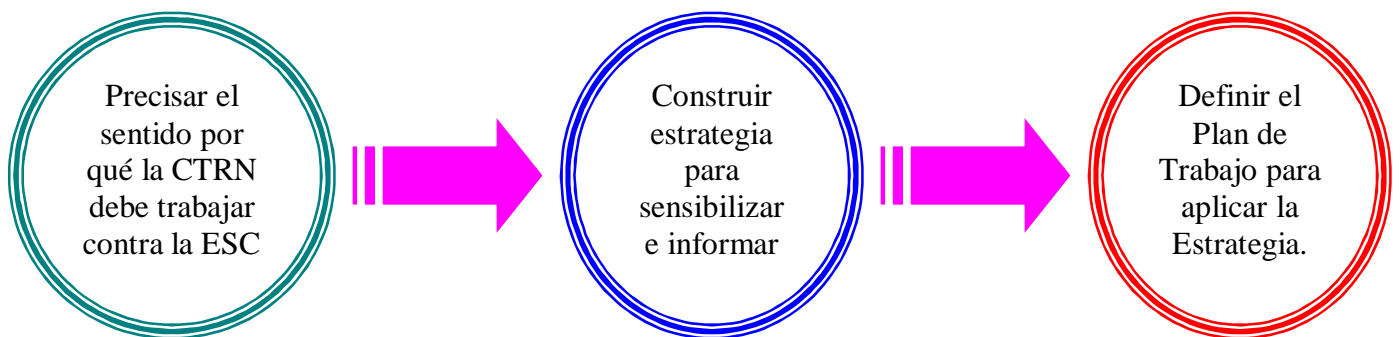 Precisar el
sentido por
qué la CTRN
debe trabajar
contra la ESC
Construir
estrategia
para
sensibilizar
e informar
Definir el
Plan de
Trabajo para
aplicar la
Estrategia.